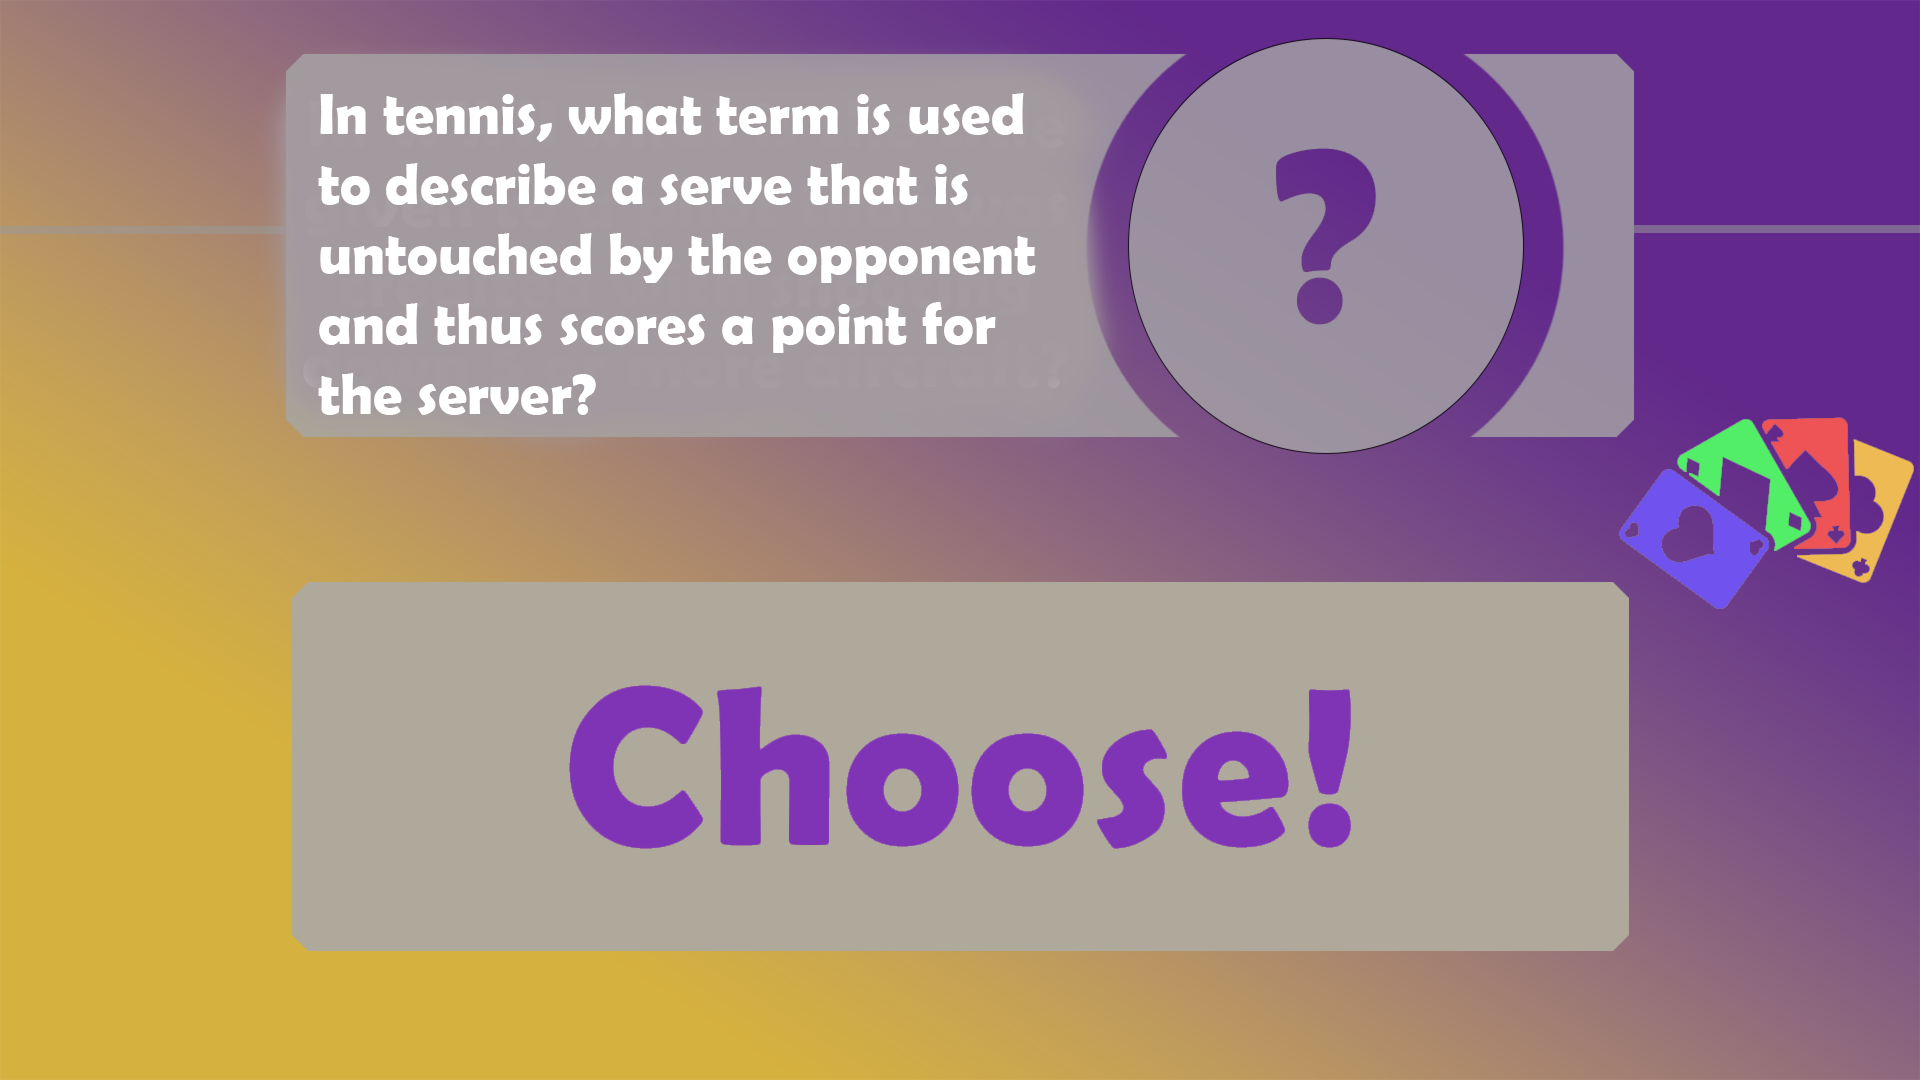 In tennis, what term is used
to describe a serve that is
untouched by the opponent
and thus scores a point for
the server?
?
Choose!